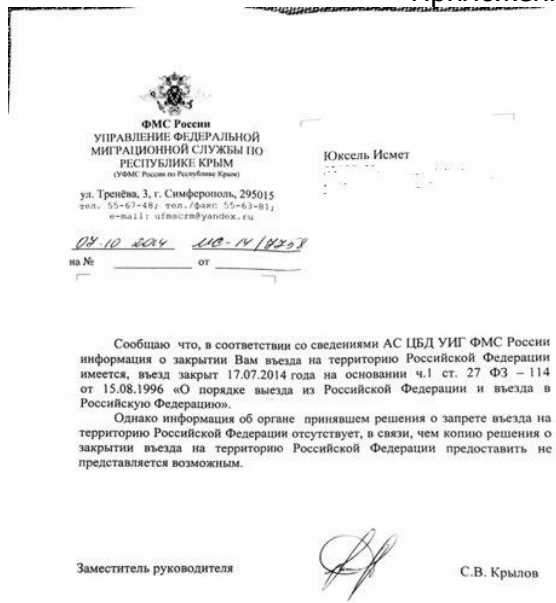 ФМС России
УПРАВЛЕНИЕ ФЕДЕРАЛЬНОЙ
МИГРАЦИОННОЙ СЛУЖБЫ ПО
РЕСПУБЛИКЕ КРЫМ
(УФМС России по Республике Крым)
ул. Тренёва, 3, г. Симферополь, 295015
тел. 55-67-48; тел./факс 55-63-81;
e-mail: ufmscrm@yandex.ru
07.10 2014 МС-14/7758
на № от
Юксель Исмет
Сообщаю что, в соответствии со сведениями АС ЦБД УИГ ФМС России
информация о закрытии Вам въезда на территорию Российской Федерации
имеется, въезд закрыт 17.07.2014 года на основании ч.1 ст. 27 ФЗ – 114
от 15.08.1996 «О порядке выезда из Российской Федерации и въезда в
Российскую Федерацию».
Однако информация об органе принявшем решения о запрете въезда на
территорию Российской Федерации отсутствует, в связи, чем копию решения о
закрытии въезда на территорию Российской Федерации предоставить не
представляется возможным.
Заместитель руководителя
С.В. Крылов